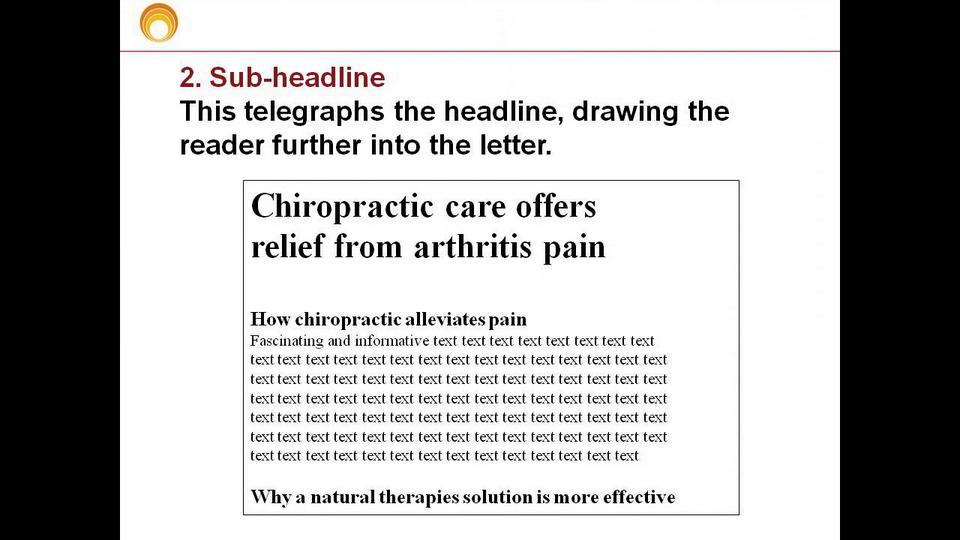 2. Sub-headline
This telegraphs the headline, drawing the
reader further into the letter.
Chiropractic care offers
relief from arthritis pain
How chiropractic alleviates pain
Fascinating and informative text text text text text text text text
text text text text text text text text text text text text text text text
text text text text text text text text text text text text text text text
text text text text text text text text text text text text text text text
text text text text text text text text text text text text text text text
text text text text text text text text text text text text text text text
text text text text text text text text text text text text text text
Why a natural therapies solution is more effective